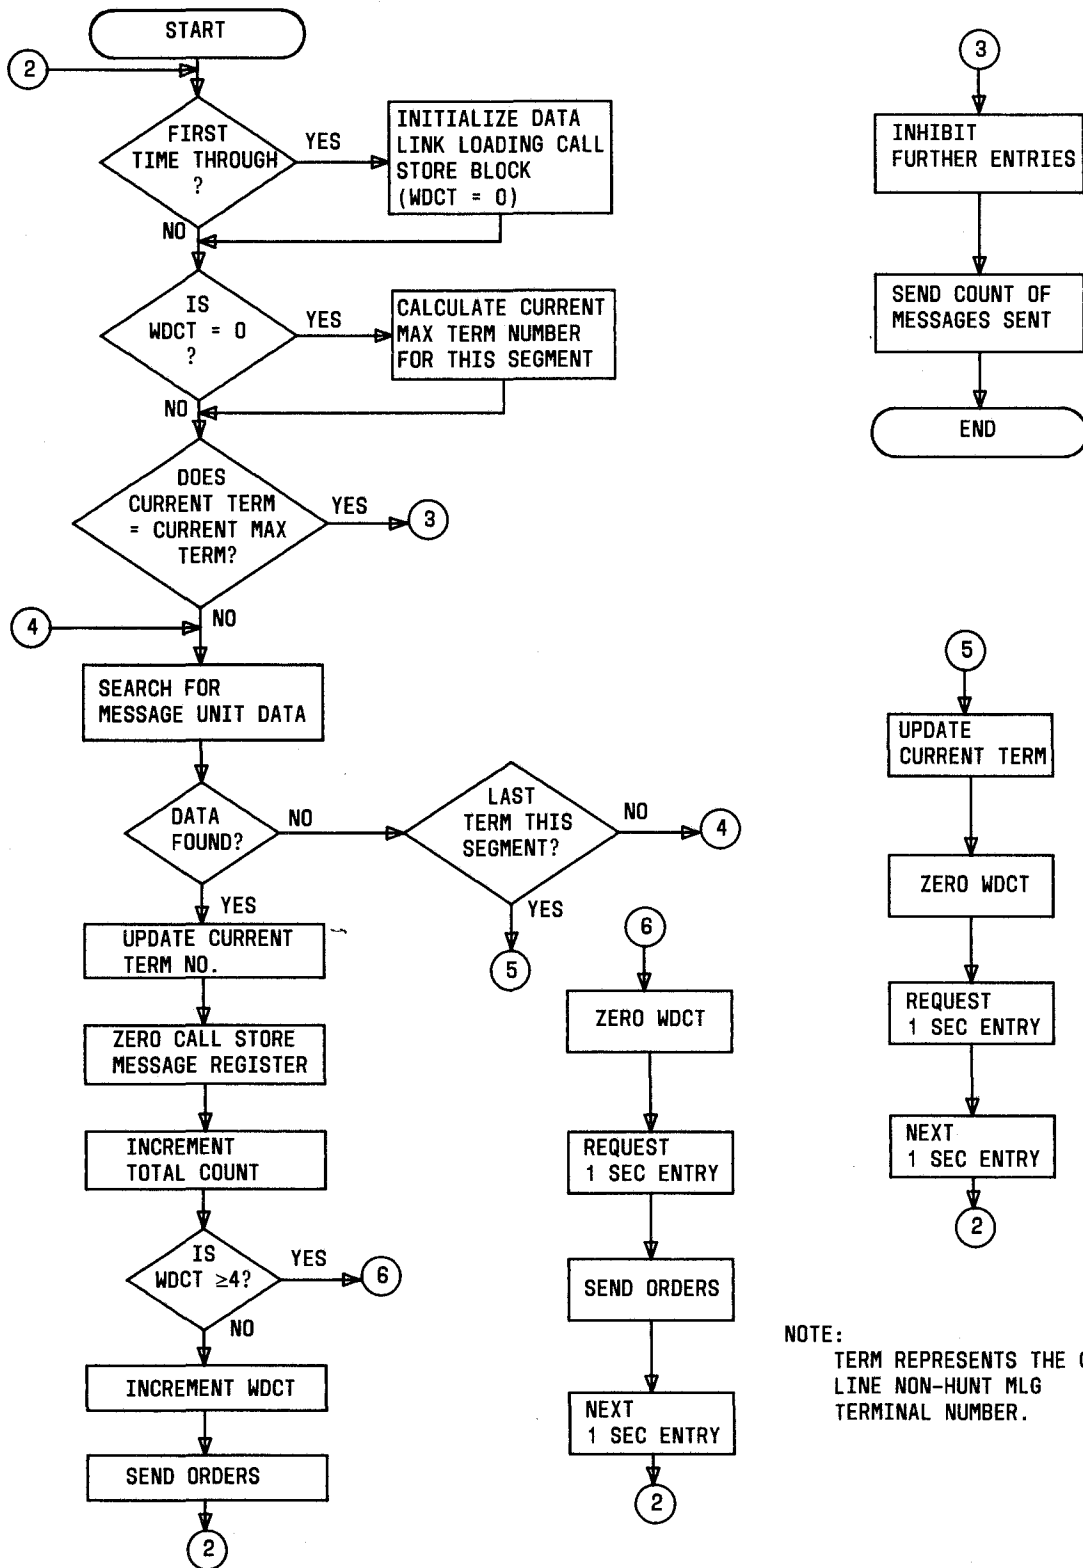 START
2
FIRST
TIME THROUGH
?
YES
INITIALIZE DATA
LINK LOADING CALL
STORE BLOCK
(WDCT = 0)
NO
IS
WDCT = 0
?
YES
CALCULATE CURRENT
MAX TERM NUMBER
FOR THIS SEGMENT
NO
DOES
CURRENT TERM
= CURRENT MAX
TERM?
YES
3
NO
4
SEARCH FOR
MESSAGE UNIT DATA
DATA
FOUND?
NO
LAST
TERM THIS
SEGMENT?
NO
4
YES
5
YES
UPDATE CURRENT
TERM NO.
ZERO CALL STORE
MESSAGE REGISTER
INCREMENT
TOTAL COUNT
IS
WDCT ≥4?
YES
6
NO
INCREMENT WDCT
SEND ORDERS
2
6
ZERO WDCT
REQUEST
1 SEC ENTRY
SEND ORDERS
NEXT
1 SEC ENTRY
2
3
INHIBIT
FURTHER ENTRIES
SEND COUNT OF
MESSAGES SENT
END
5
UPDATE
CURRENT TERM
ZERO WDCT
REQUEST
1 SEC ENTRY
NEXT
1 SEC ENTRY
2
NOTE:
TERM REPRESENTS THE
LINE NON-HUNT MLG
TERMINAL NUMBER.